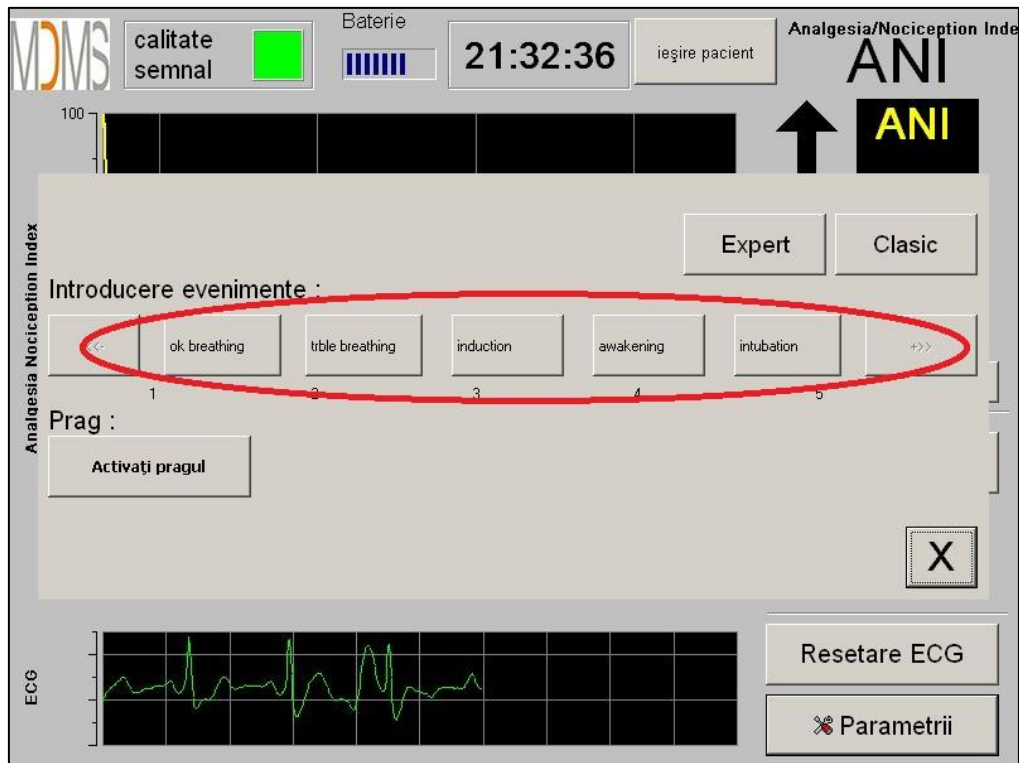 MDMS
calitate
semnal
Baterie
21:32:36
ieşire pacient
Analgesia/Nociception Inde
ANI
ANI
100
Analgesia Nociception Index
Expert
Clasic
Introducere evenimente :
<<-
ok breathing
trble breathing
induction
awakening
intubation
+>>
1 2 3 4 5
Prag :
Activaţi pragul
X
ECG
Resetare ECG
Parametrii